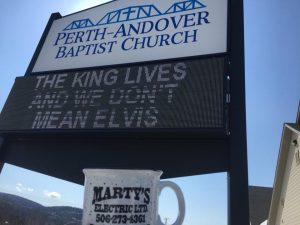 PERTH-ANDOVER
BAPTIST CHURCH
THE KING LIVES
AND WE DON'T
MEAN ELVIS
MARTY'S
ELECTRIC LTD.
506-273-4361